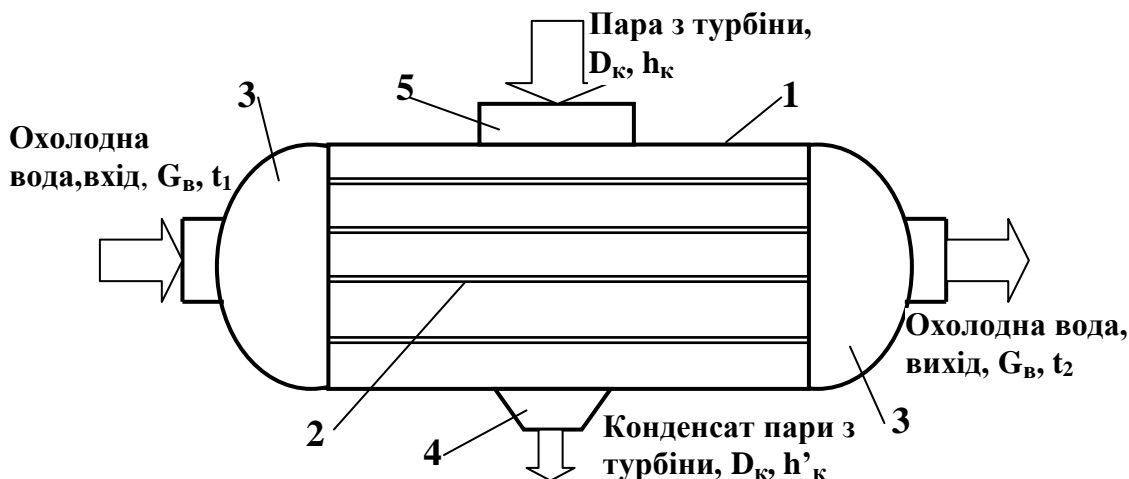 Пара з турбіни,
Dк, hк
3
5
1
Охолодна
вода,вхід, Gв, t1
Охолодна вода,
вихід, Gв, t2
2
4
3
Конденсат пари з
турбіни, Dк, h’к